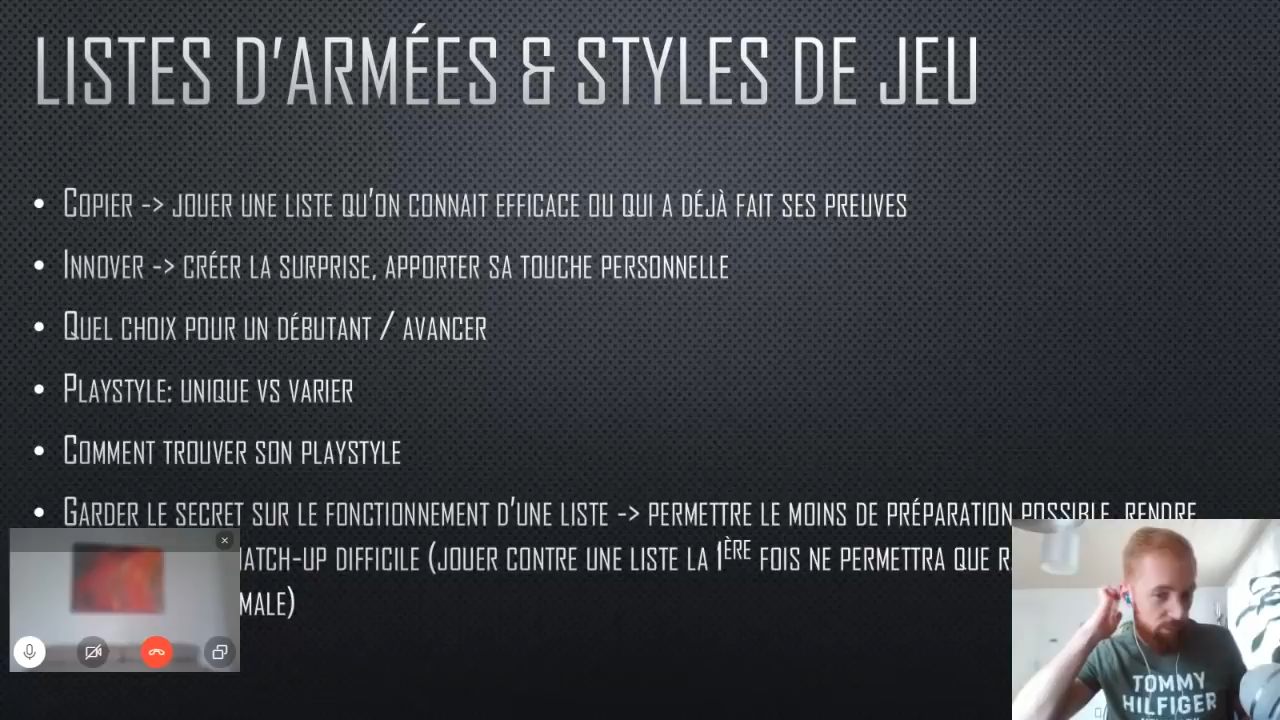 LISTES D'ARMÉES & STYLES DE JEU
• COPIER -> JOUER UNE LISTE QU'ON CONNAIT EFFICACE OU QUI A DÉJÀ FAIT SES PREUVES
• INNOVER -> CRÉER LA SURPRISE, APPORTER SA TOUCHE PERSONNELLE
• QUEL CHOIX POUR UN DÉBUTANT / AVANCER
• PLAYSTYLE: UNIQUE VS VARIER
• COMMENT TROUVER SON PLAYSTYLE
• GARDER LE SECRET SUR LE FONCTIONNEMENT D'UNE LISTE -> PERMETTRE LE MOINS DE PRÉPARATION POSSIBLE, RENDRE
DIFFICILE (JOUER CONTRE UNE LISTE LA 1ÈRE FOIS NE PERMETTRA QUE
TOMMY
HILFIGER